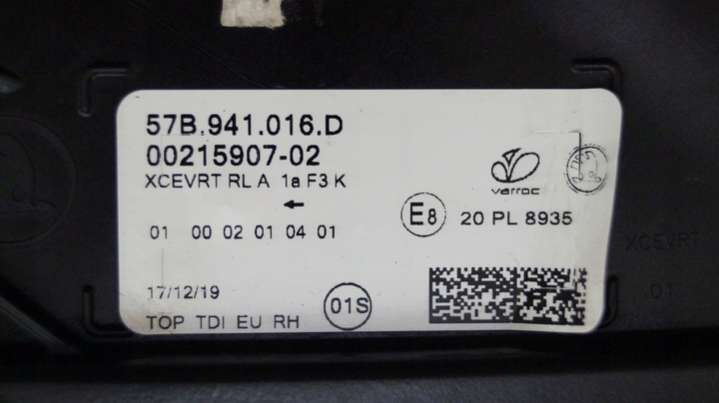 57B.941.016.D
00215907-02
XCEVRT RL A 1a F3 K
varroc
E8 20 PL 8935
01 00 02 01 04 01
17/12/19
01S
TOP TDI EU RH
XCEVRT
.01